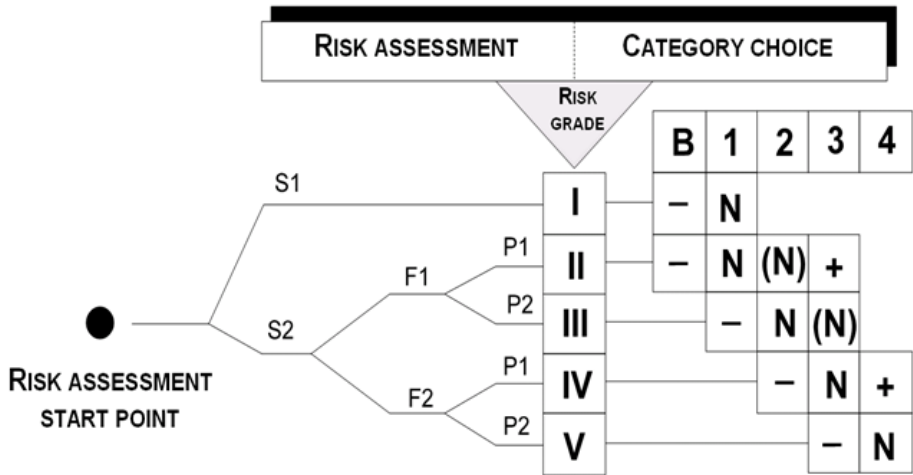 RISK ASSESSMENT CATEGORY CHOICE
RISK
GRADE
B 1 2 3 4
S1
I – N
P1
II – N (N) +
F1
P2
III – N (N)
S2
RISK ASSESSMENT
START POINT
P1
IV – N +
F2
P2
V – N